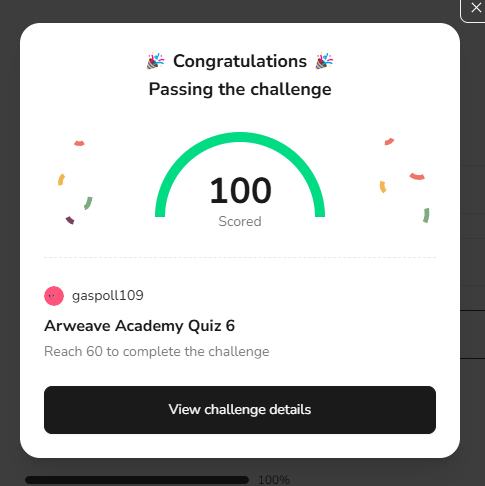 🎉 Congratulations 🎉
Passing the challenge
100
Scored
gaspoll109
Arweave Academy Quiz 6
Reach 60 to complete the challenge
View challenge details
100%